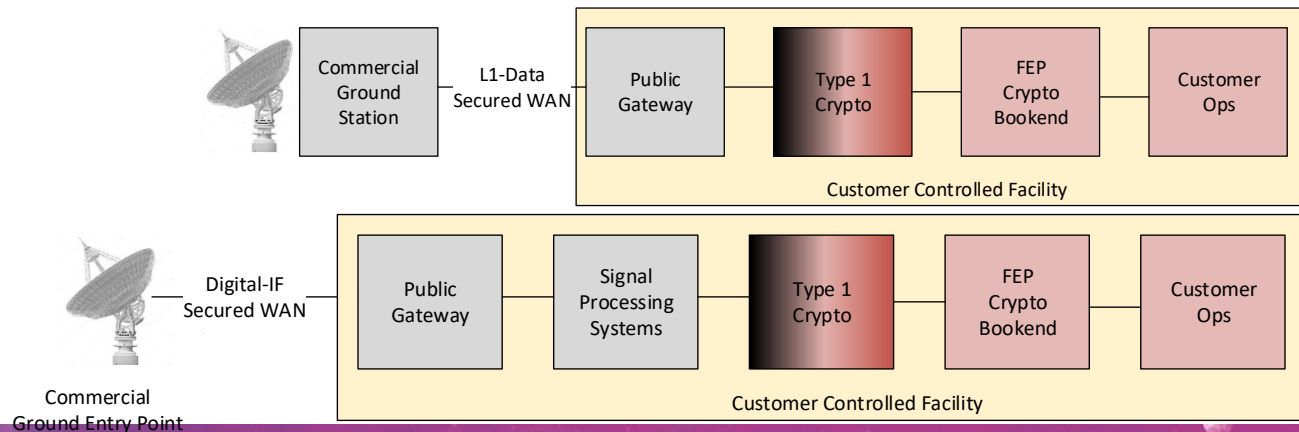 Commercial
Ground
Station
L1-Data
Secured WAN
Public
Gateway
Type 1
Crypto
FEP
Crypto
Bookend
Customer
Ops
Customer Controlled Facility
Commercial
Ground Entry Point
Digital-IF
Secured WAN
Public
Gateway
Signal
Processing
Systems
Type 1
Crypto
FEP
Crypto
Bookend
Customer
Ops
Customer Controlled Facility